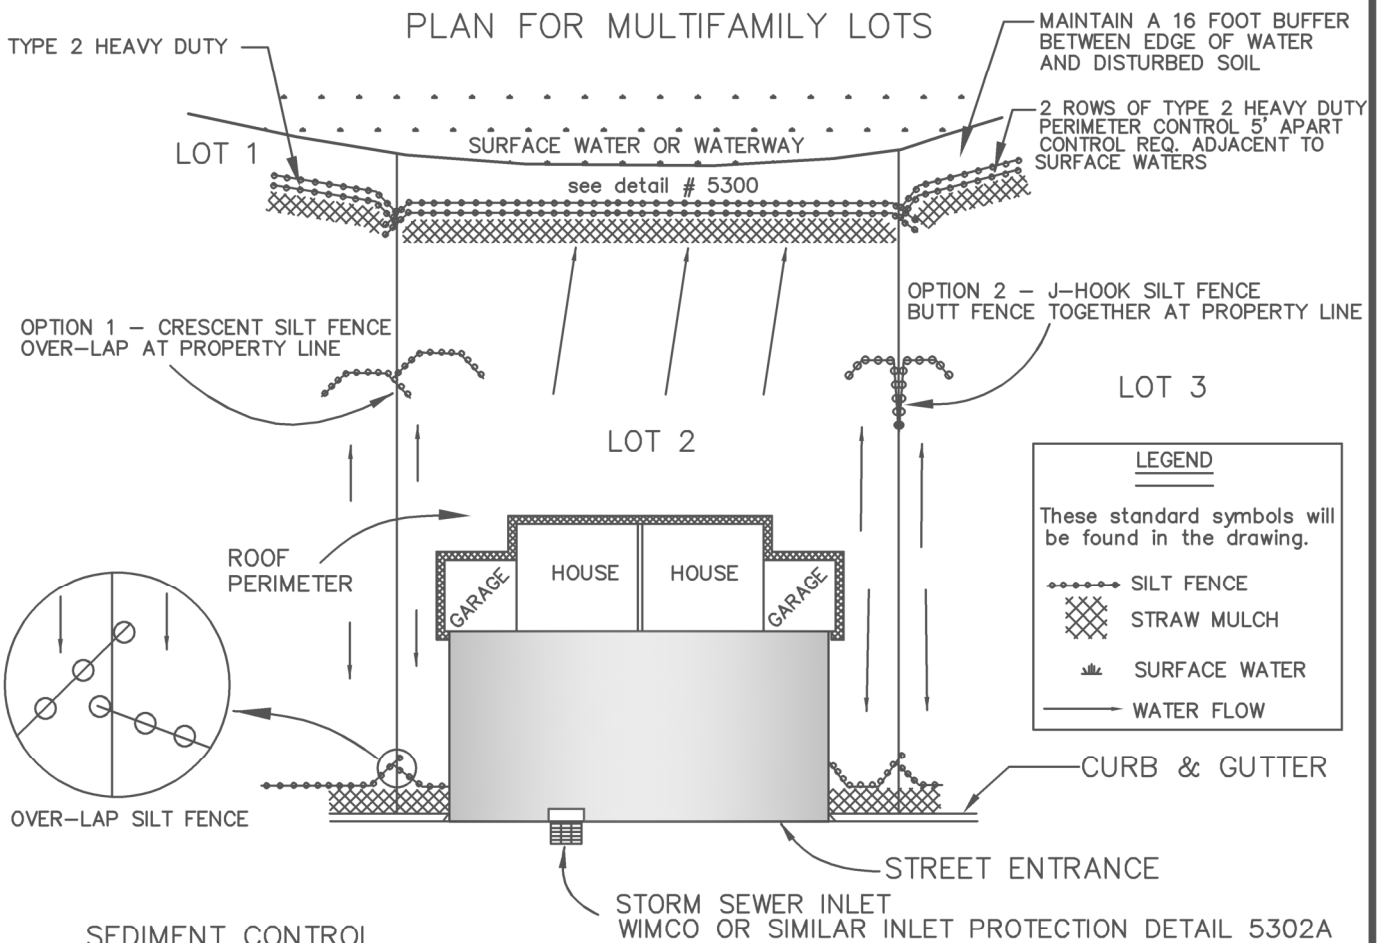 PLAN FOR MULTIFAMILY LOTS
TYPE 2 HEAVY DUTY
MAINTAIN A 16 FOOT BUFFER
BETWEEN EDGE OF WATER
AND DISTURBED SOIL
2 ROWS OF TYPE 2 HEAVY DUTY
PERIMETER CONTROL 5' APART
CONTROL REQ. ADJACENT TO
SURFACE WATERS
LOT 1
SURFACE WATER OR WATERWAY
see detail # 5300
OPTION 1 – CRESCENT SILT FENCE
OVER–LAP AT PROPERTY LINE
OPTION 2 – J–HOOK SILT FENCE
BUTT FENCE TOGETHER AT PROPERTY LINE
LOT 3
LOT 2
LEGEND
These standard symbols will
be found in the drawing.
SILT FENCE
STRAW MULCH
SURFACE WATER
WATER FLOW
ROOF
PERIMETER
GARAGE
HOUSE
HOUSE
GARAGE
OVER–LAP SILT FENCE
CURB & GUTTER
STREET ENTRANCE
STORM SEWER INLET
WIMCO OR SIMILAR INLET PROTECTION DETAIL 5302A
SEDIMENT CONTROL